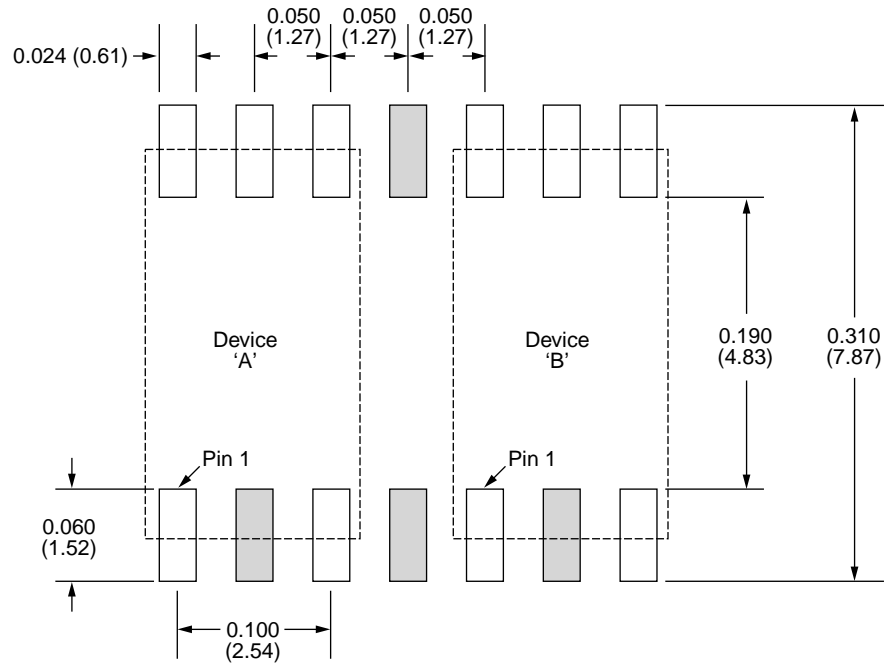 0.050
(1.27)
0.050
(1.27)
0.050
(1.27)
0.024 (0.61)
Device
‘A’
Device
‘B’
0.190
(4.83)
0.310
(7.87)
Pin 1
Pin 1
0.060
(1.52)
0.100
(2.54)